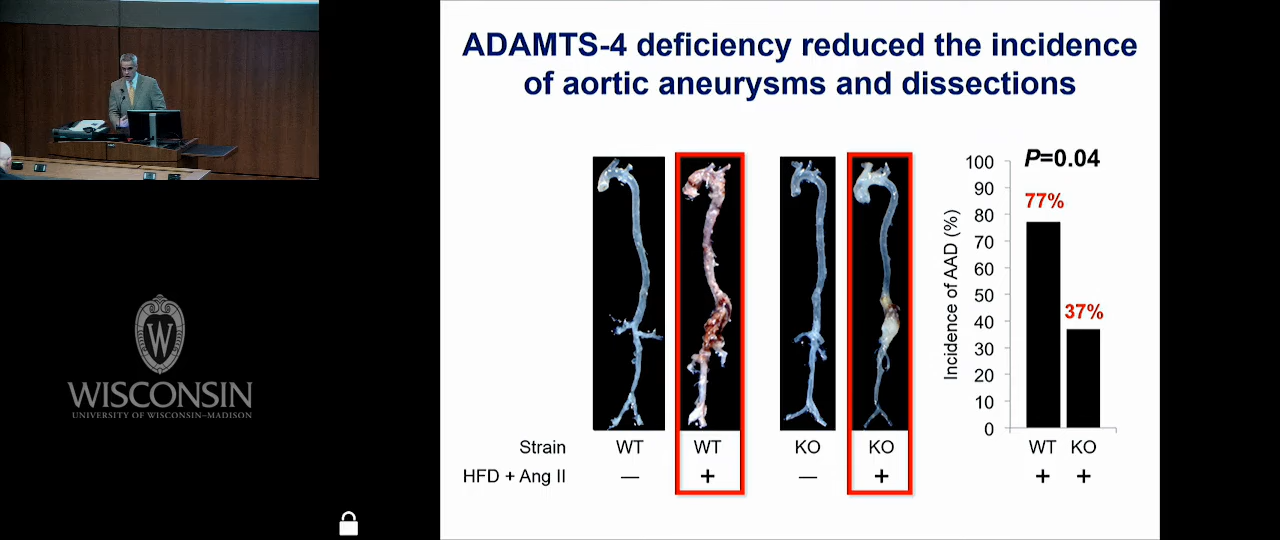 ADAMTS-4 deficiency reduced the incidence
of aortic aneurysms and dissections
P=0.04
100
90
80
70
60
50
40
30
20
10
0
Incidence of AAD (%)
77%
37%
WT KO
+ +
Strain WT WT KO KO
HFD + Ang II — + — +
W
WISCONSIN
UNIVERSITY OF WISCONSIN–MADISON